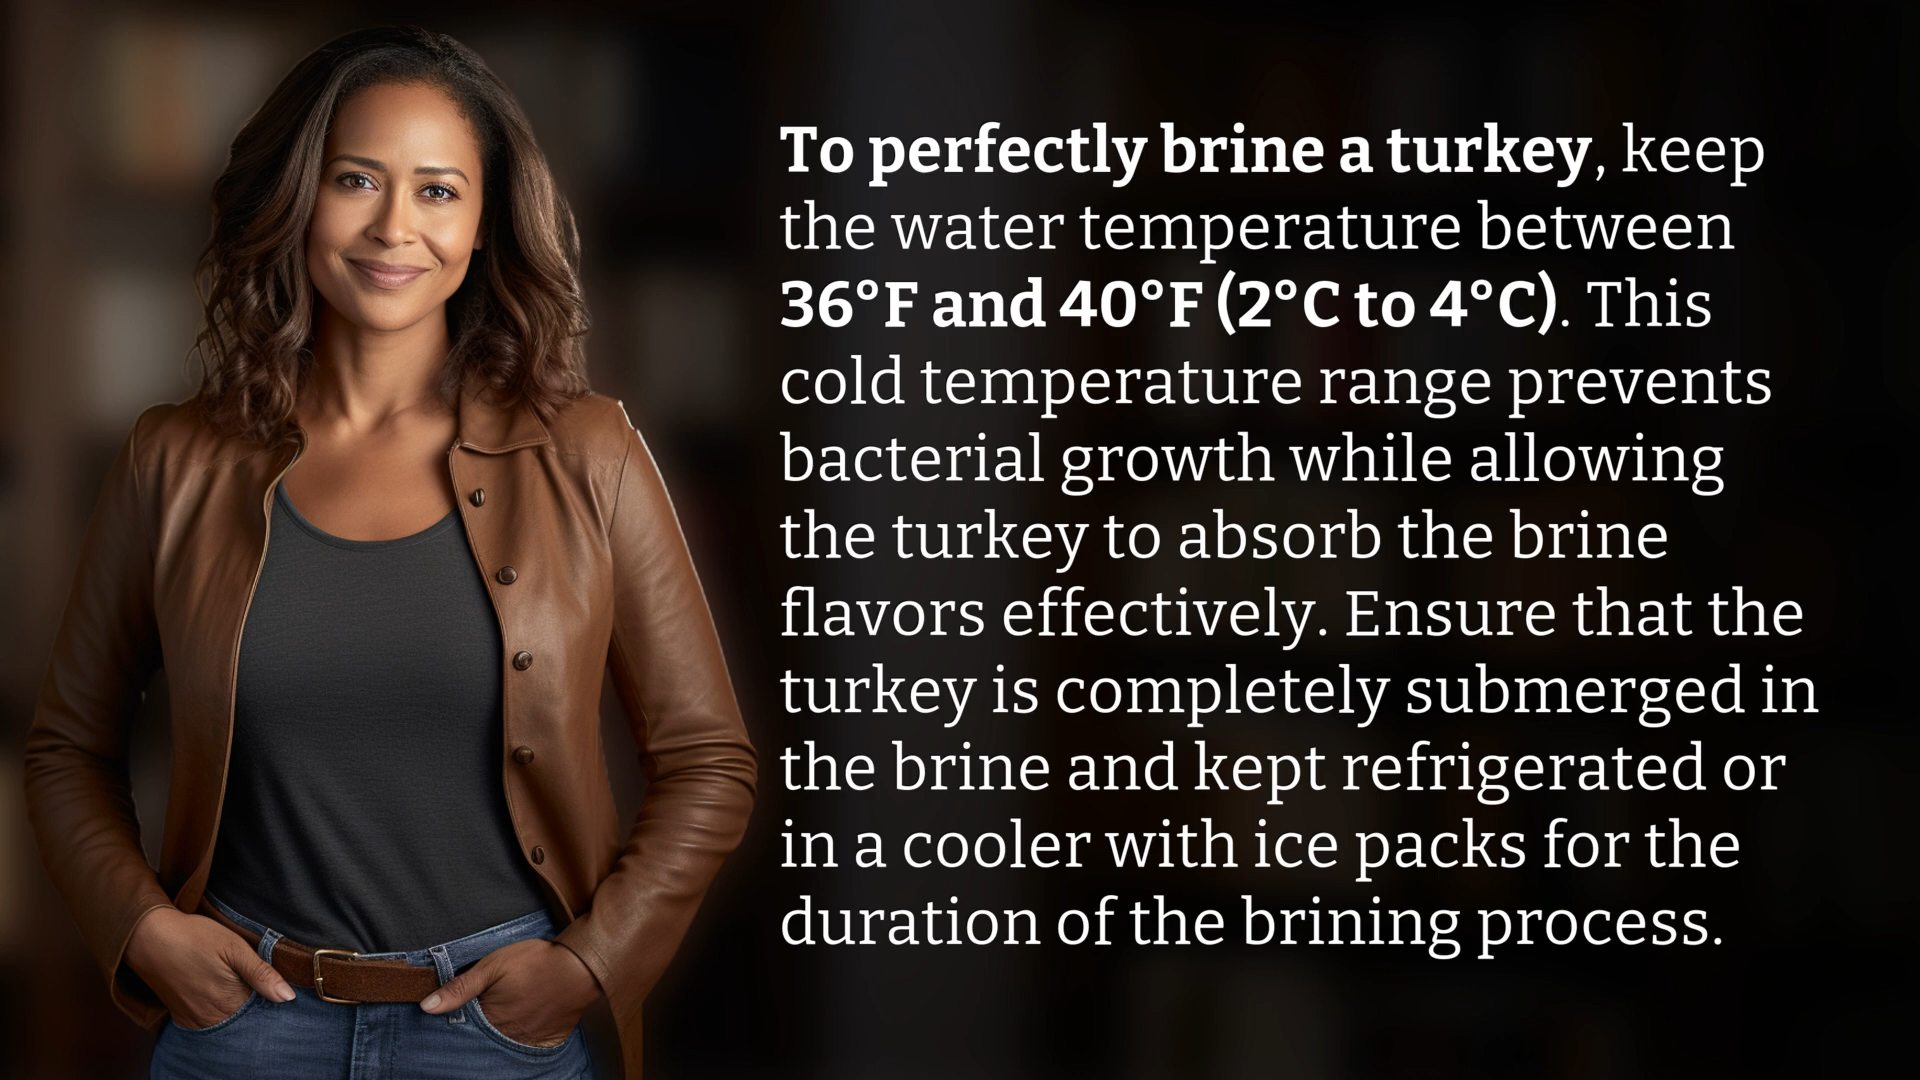 To perfectly brine a turkey, keep
the water temperature between
36°F and 40°F (2°C to 4°C). This
cold temperature range prevents
bacterial growth while allowing
the turkey to absorb the brine
flavors effectively. Ensure that the
turkey is completely submerged in
the brine and kept refrigerated or
in a cooler with ice packs for the
duration of the brining process.